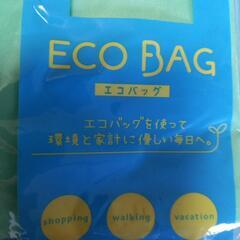 ECO BAG
エコバッグ
エコバッグを使って
環境と家計に優しい毎日へ。
shopping
walking
vacation